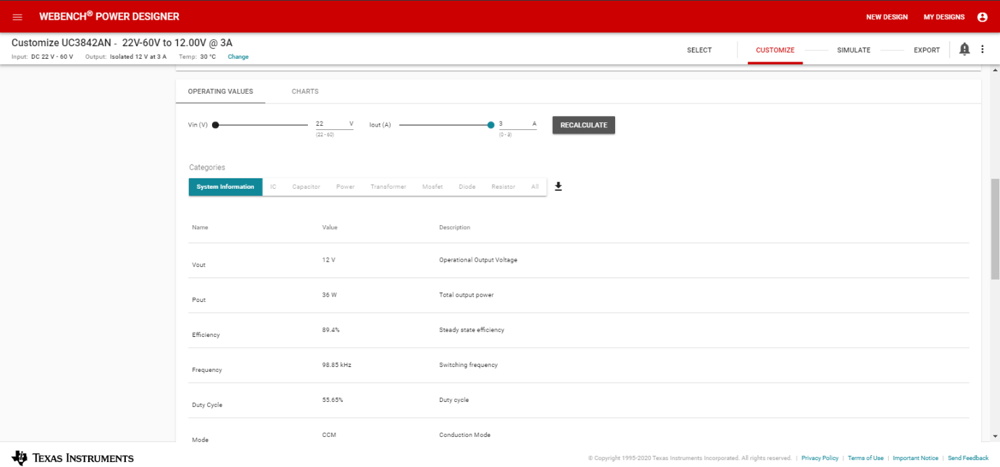 WEBENCH® POWER DESIGNER
NEW DESIGN MY DESIGNS
Customize UC3842AN - 22V-60V to 12.00V @ 3A
Input: DC 22 V - 60 V Output: Isolated 12 V at 3 A Temp: 30 °C Change
SELECT CUSTOMIZE SIMULATE EXPORT
OPERATING VALUES CHARTS
Vin (V) 22 V Iout (A) 3 A RECALCULATE
(22 - 60) (0 - 3)
Categories
System Information IC Capacitor Power Transformer Mosfet Diode Resistor All
Name Value Description
Vout 12 V Operational Output Voltage
Pout 36 W Total output power
Efficiency 89.4% Steady state efficiency
Frequency 98.85 kHz Switching frequency
Duty Cycle 55.65% Duty cycle
Mode CCM Conduction Mode
TEXAS INSTRUMENTS
© Copyright 1995-2020 Texas Instruments Incorporated. All rights reserved. | Privacy Policy | Terms of Use | Important Notice | Send Feedback